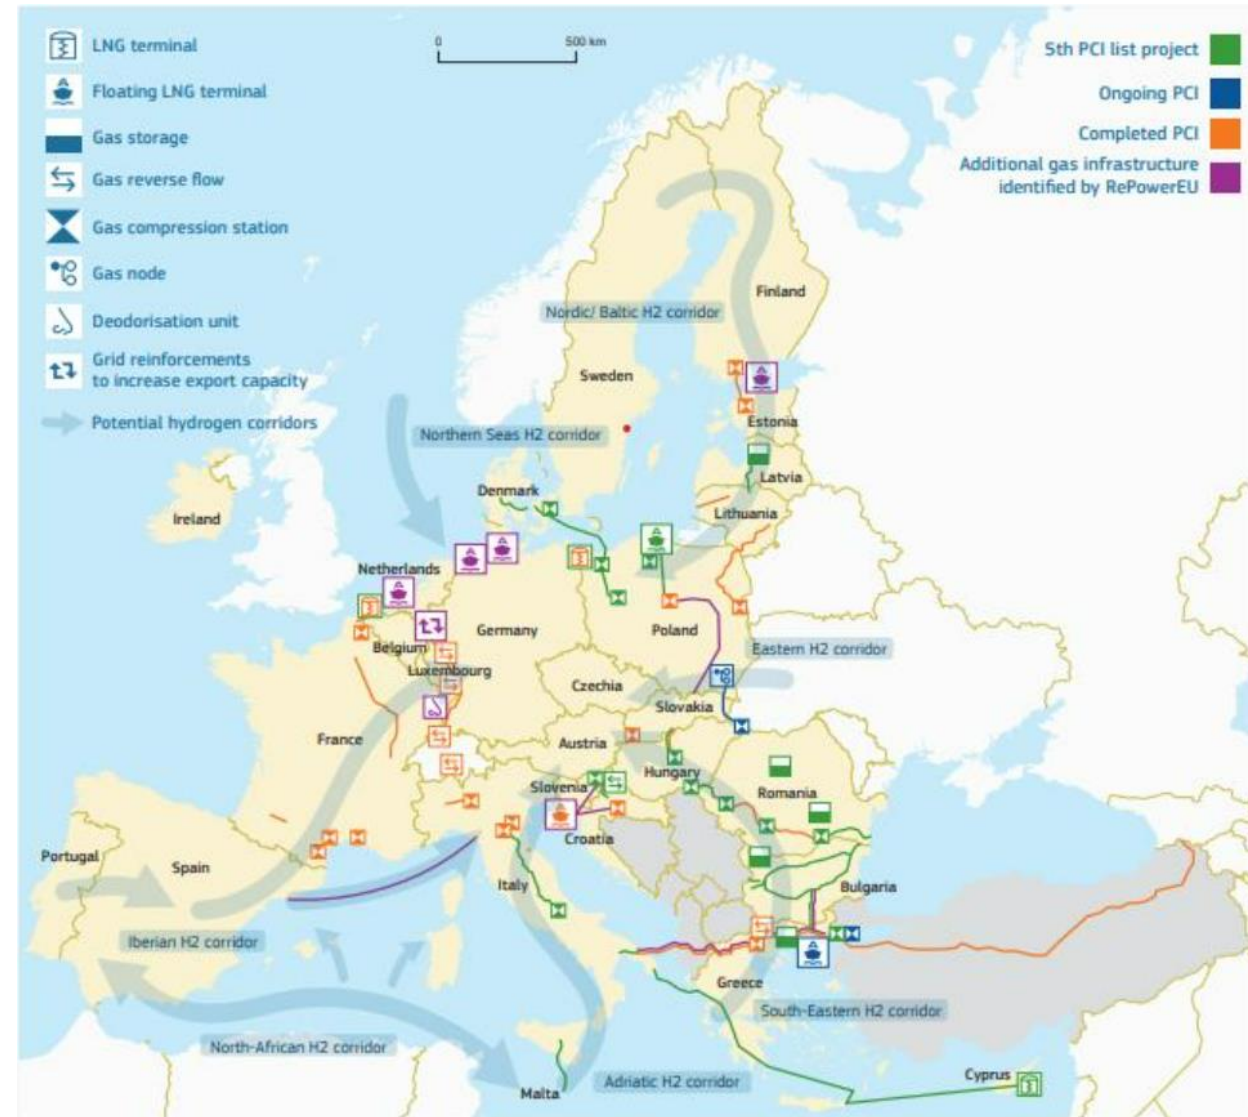 LNG terminal
Floating LNG terminal
Gas storage
Gas reverse flow
Gas compression station
Gas node
Deodorisation unit
Grid reinforcements
to increase export capacity
Potential hydrogen corridors
0 500 km
5th PCI list project
Ongoing PCI
Completed PCI
Additional gas infrastructure
identified by RePowerEU
Finland
Nordic/ Baltic H2 corridor
Sweden
Estonia
Northern Seas H2 corridor
Latvia
Denmark
Lithuania
Ireland
Netherlands
Germany
Poland
Belgium
Eastern H2 corridor
Luxembourg
Czechia
Slovakia
France
Austria
Hungary
Slovenia
Romania
Croatia
Portugal
Spain
Italy
Bulgaria
Iberian H2 corridor
Greece
South-Eastern H2 corridor
North-African H2 corridor
Cyprus
Adriatic H2 corridor
Malta